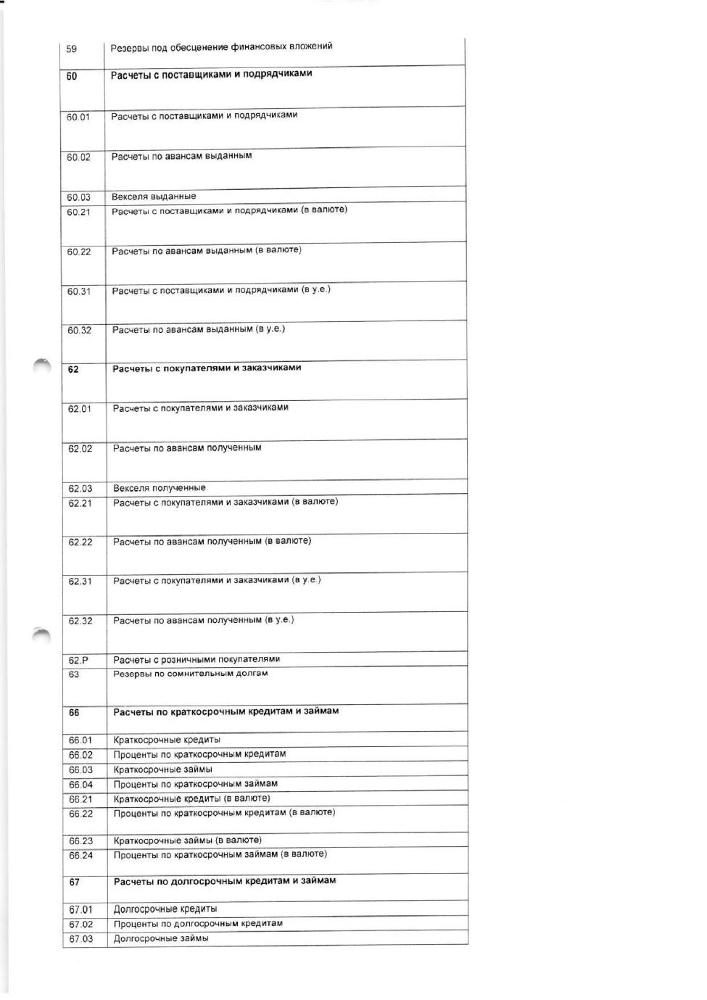 59 Резервы под обесценение финансовых вложений
60 Расчеты с поставщиками и подрядчиками
60.01 Расчеты с поставщиками и подрядчиками
60.02 Расчеты по авансам выданным
60.03 Векселя выданные
60.21 Расчеты с поставщиками и подрядчиками (в валюте)
60.22 Расчеты по авансам выданным (в валюте)
60.31 Расчеты с поставщиками и подрядчиками (в у.е.)
60.32 Расчеты по авансам выданным (в у.е.)
62 Расчеты с покупателями и заказчиками
62.01 Расчеты с покупателями и заказчиками
62.02 Расчеты по авансам полученным
62.03 Векселя полученные
62.21 Расчеты с покупателями и заказчиками (в валюте)
62.22 Расчеты по авансам полученным (в валюте)
62.31 Расчеты с покупателями и заказчиками (в у.е.)
62.32 Расчеты по авансам полученным (в у.е.)
62.Р Расчеты с розничными покупателями
63 Резервы по сомнительным долгам
66 Расчеты по краткосрочным кредитам и займам
66.01 Краткосрочные кредиты
66.02 Проценты по краткосрочным кредитам
66.03 Краткосрочные займы
66.04 Проценты по краткосрочным займам
66.21 Краткосрочные кредиты (в валюте)
66.22 Проценты по краткосрочным кредитам (в валюте)
66.23 Краткосрочные займы (в валюте)
66.24 Проценты по краткосрочным займам (в валюте)
67 Расчеты по долгосрочным кредитам и займам
67.01 Долгосрочные кредиты
67.02 Проценты по долгосрочным кредитам
67.03 Долгосрочные займы